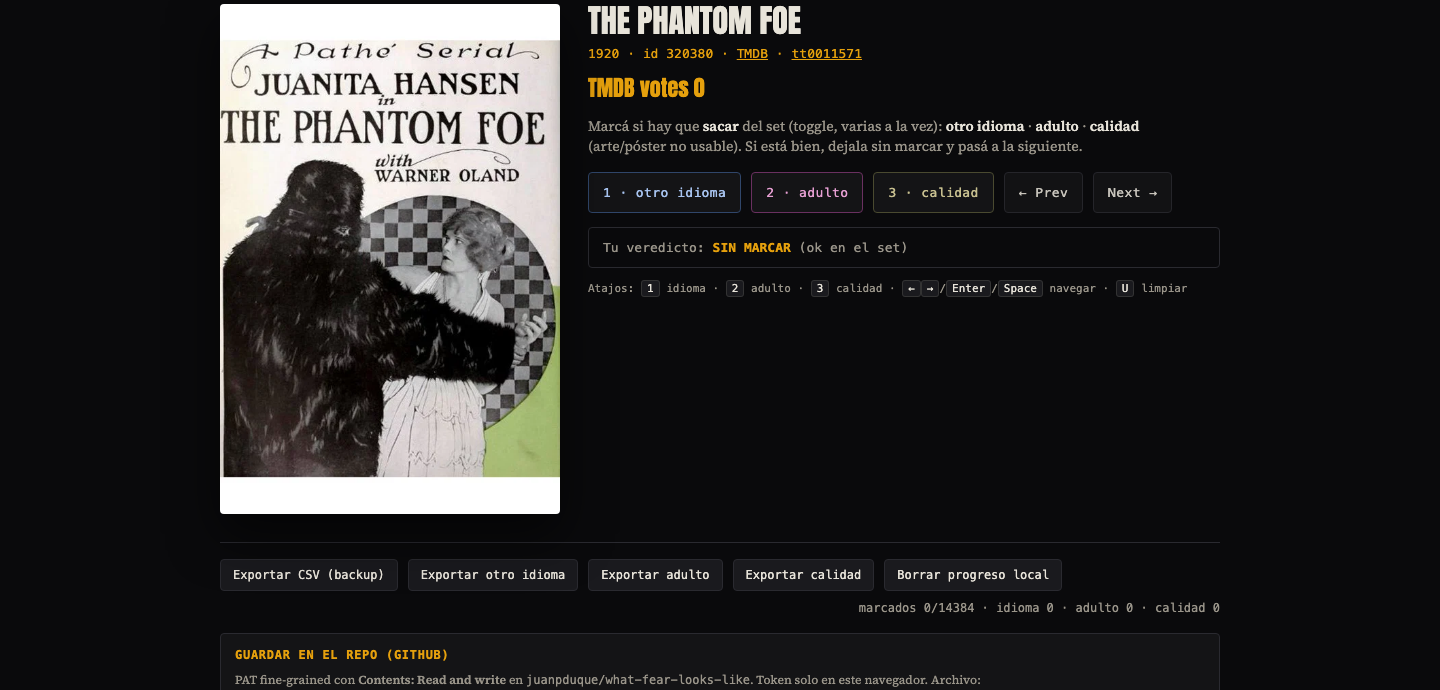 A Pathé Serial
JUANITA HANSEN
in
THE PHANTOM FOE
with
WARNER OLAND
THE PHANTOM FOE
1920 · id 320380 · TMDB · tt0011571
TMDB votes 0
Marcá si hay que sacar del set (toggle, varias a la vez): otro idioma · adulto · calidad
(arte/póster no usable). Si está bien, dejala sin marcar y pasá a la siguiente.
1 · otro idioma
2 · adulto
3 · calidad
← Prev
Next →
Tu veredicto: SIN MARCAR (ok en el set)
Atajos: 1 idioma · 2 adulto · 3 calidad · ← → / Enter / Space navegar · U limpiar
Exportar CSV (backup)
Exportar otro idioma
Exportar adulto
Exportar calidad
Borrar progreso local
marcados 0/14384 · idioma 0 · adulto 0 · calidad 0
GUARDAR EN EL REPO (GITHUB)
PAT fine-grained con Contents: Read and write en juanpduque/what-fear-looks-like. Token solo en este navegador. Archivo: